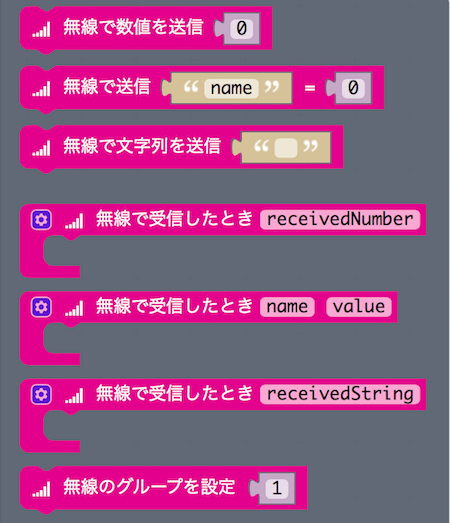 無線で数値を送信 0
無線で送信 “ name ” = 0
無線で文字列を送信 “ ”
無線で受信したとき receivedNumber
無線で受信したとき name value
無線で受信したとき receivedString
無線のグループを設定 1